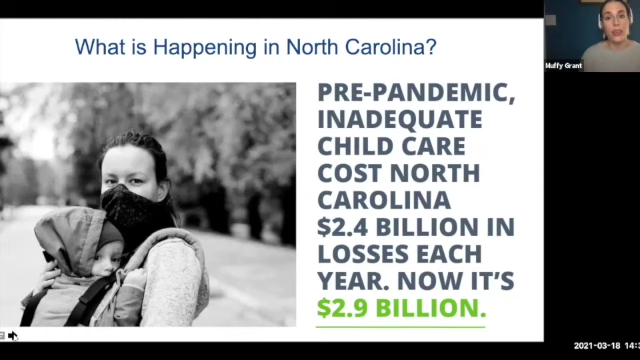 What is Happening in North Carolina?
Muffy Grant
PRE-PANDEMIC,
INADEQUATE
CHILD CARE
COST NORTH
CAROLINA
$2.4 BILLION IN
LOSSES EACH
YEAR. NOW IT'S
$2.9 BILLION.
2021-03-18 14:3